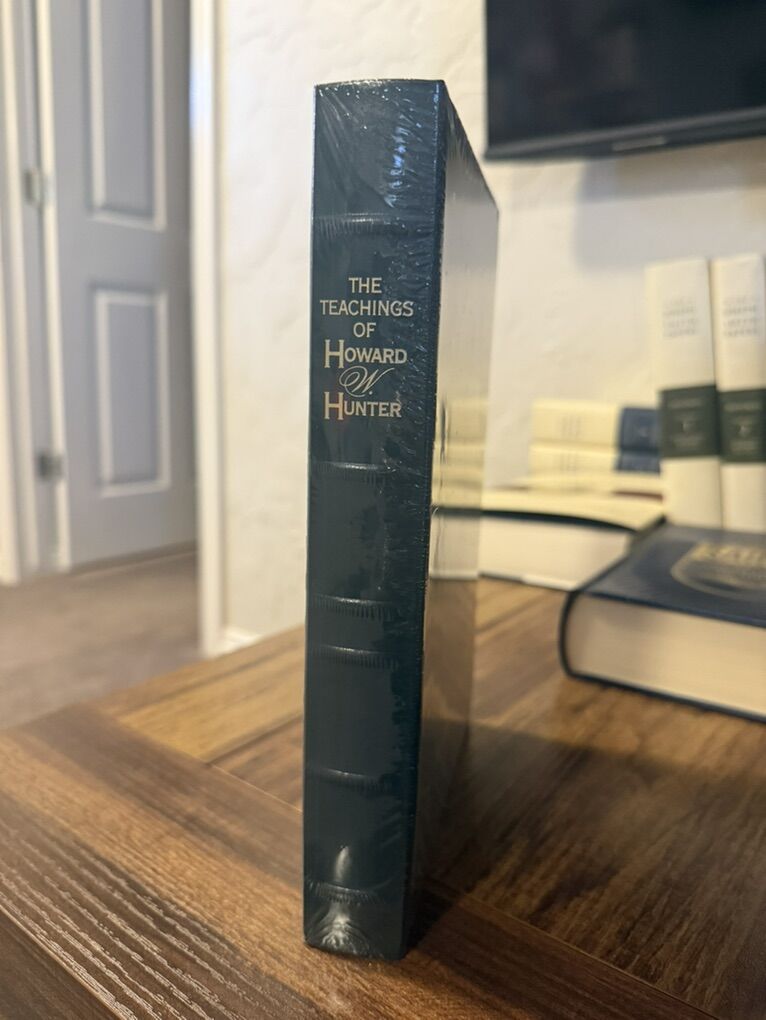 THE
TEACHINGS
OF
HOWARD
W.
HUNTER